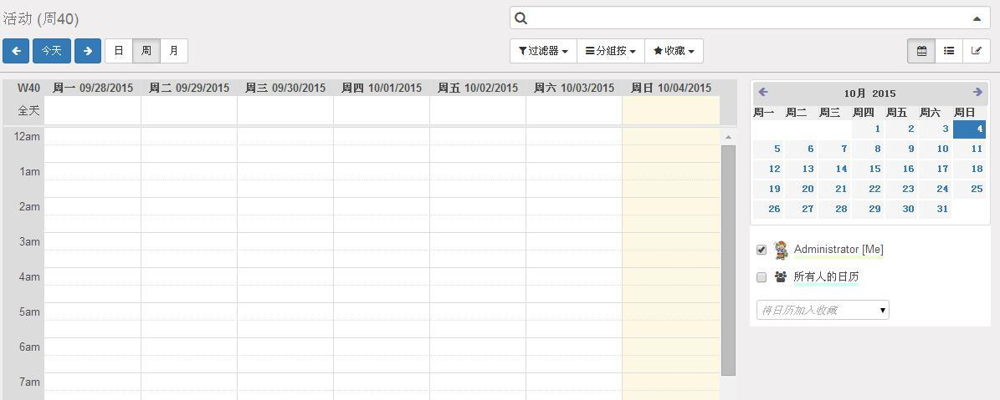 活动 (周40)
今天 日 周 月 过滤器 分组按 收藏
W40 周一 09/28/2015 周二 09/29/2015 周三 09/30/2015 周四 10/01/2015 周五 10/02/2015 周六 10/03/2015 周日 10/04/2015
全天
12am
1am
2am
3am
4am
5am
6am
7am
10月 2015
周一 周二 周三 周四 周五 周六 周日
1 2 3 4
5 6 7 8 9 10 11
12 13 14 15 16 17 18
19 20 21 22 23 24 25
26 27 28 29 30 31
Administrator [Me]
所有人的日历
将日历加入收藏